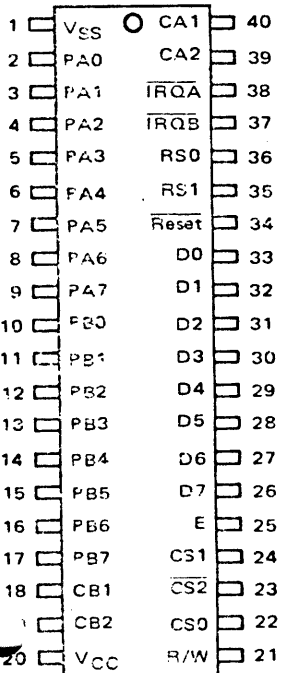 1 VSS CA1 40
2 PA0 CA2 39
3 PA1 IRQA 38
4 PA2 IRQB 37
5 PA3 RS0 36
6 PA4 RS1 35
7 PA5 Reset 34
8 PA6 D0 33
9 PA7 D1 32
10 PB0 D2 31
11 PB1 D3 30
12 PB2 D4 29
13 PB3 D5 28
14 PB4 D6 27
15 PB5 D7 26
16 PB6 E 25
17 PB7 CS1 24
18 CB1 CS2 23
CB2 CS0 22
20 VCC R/W 21